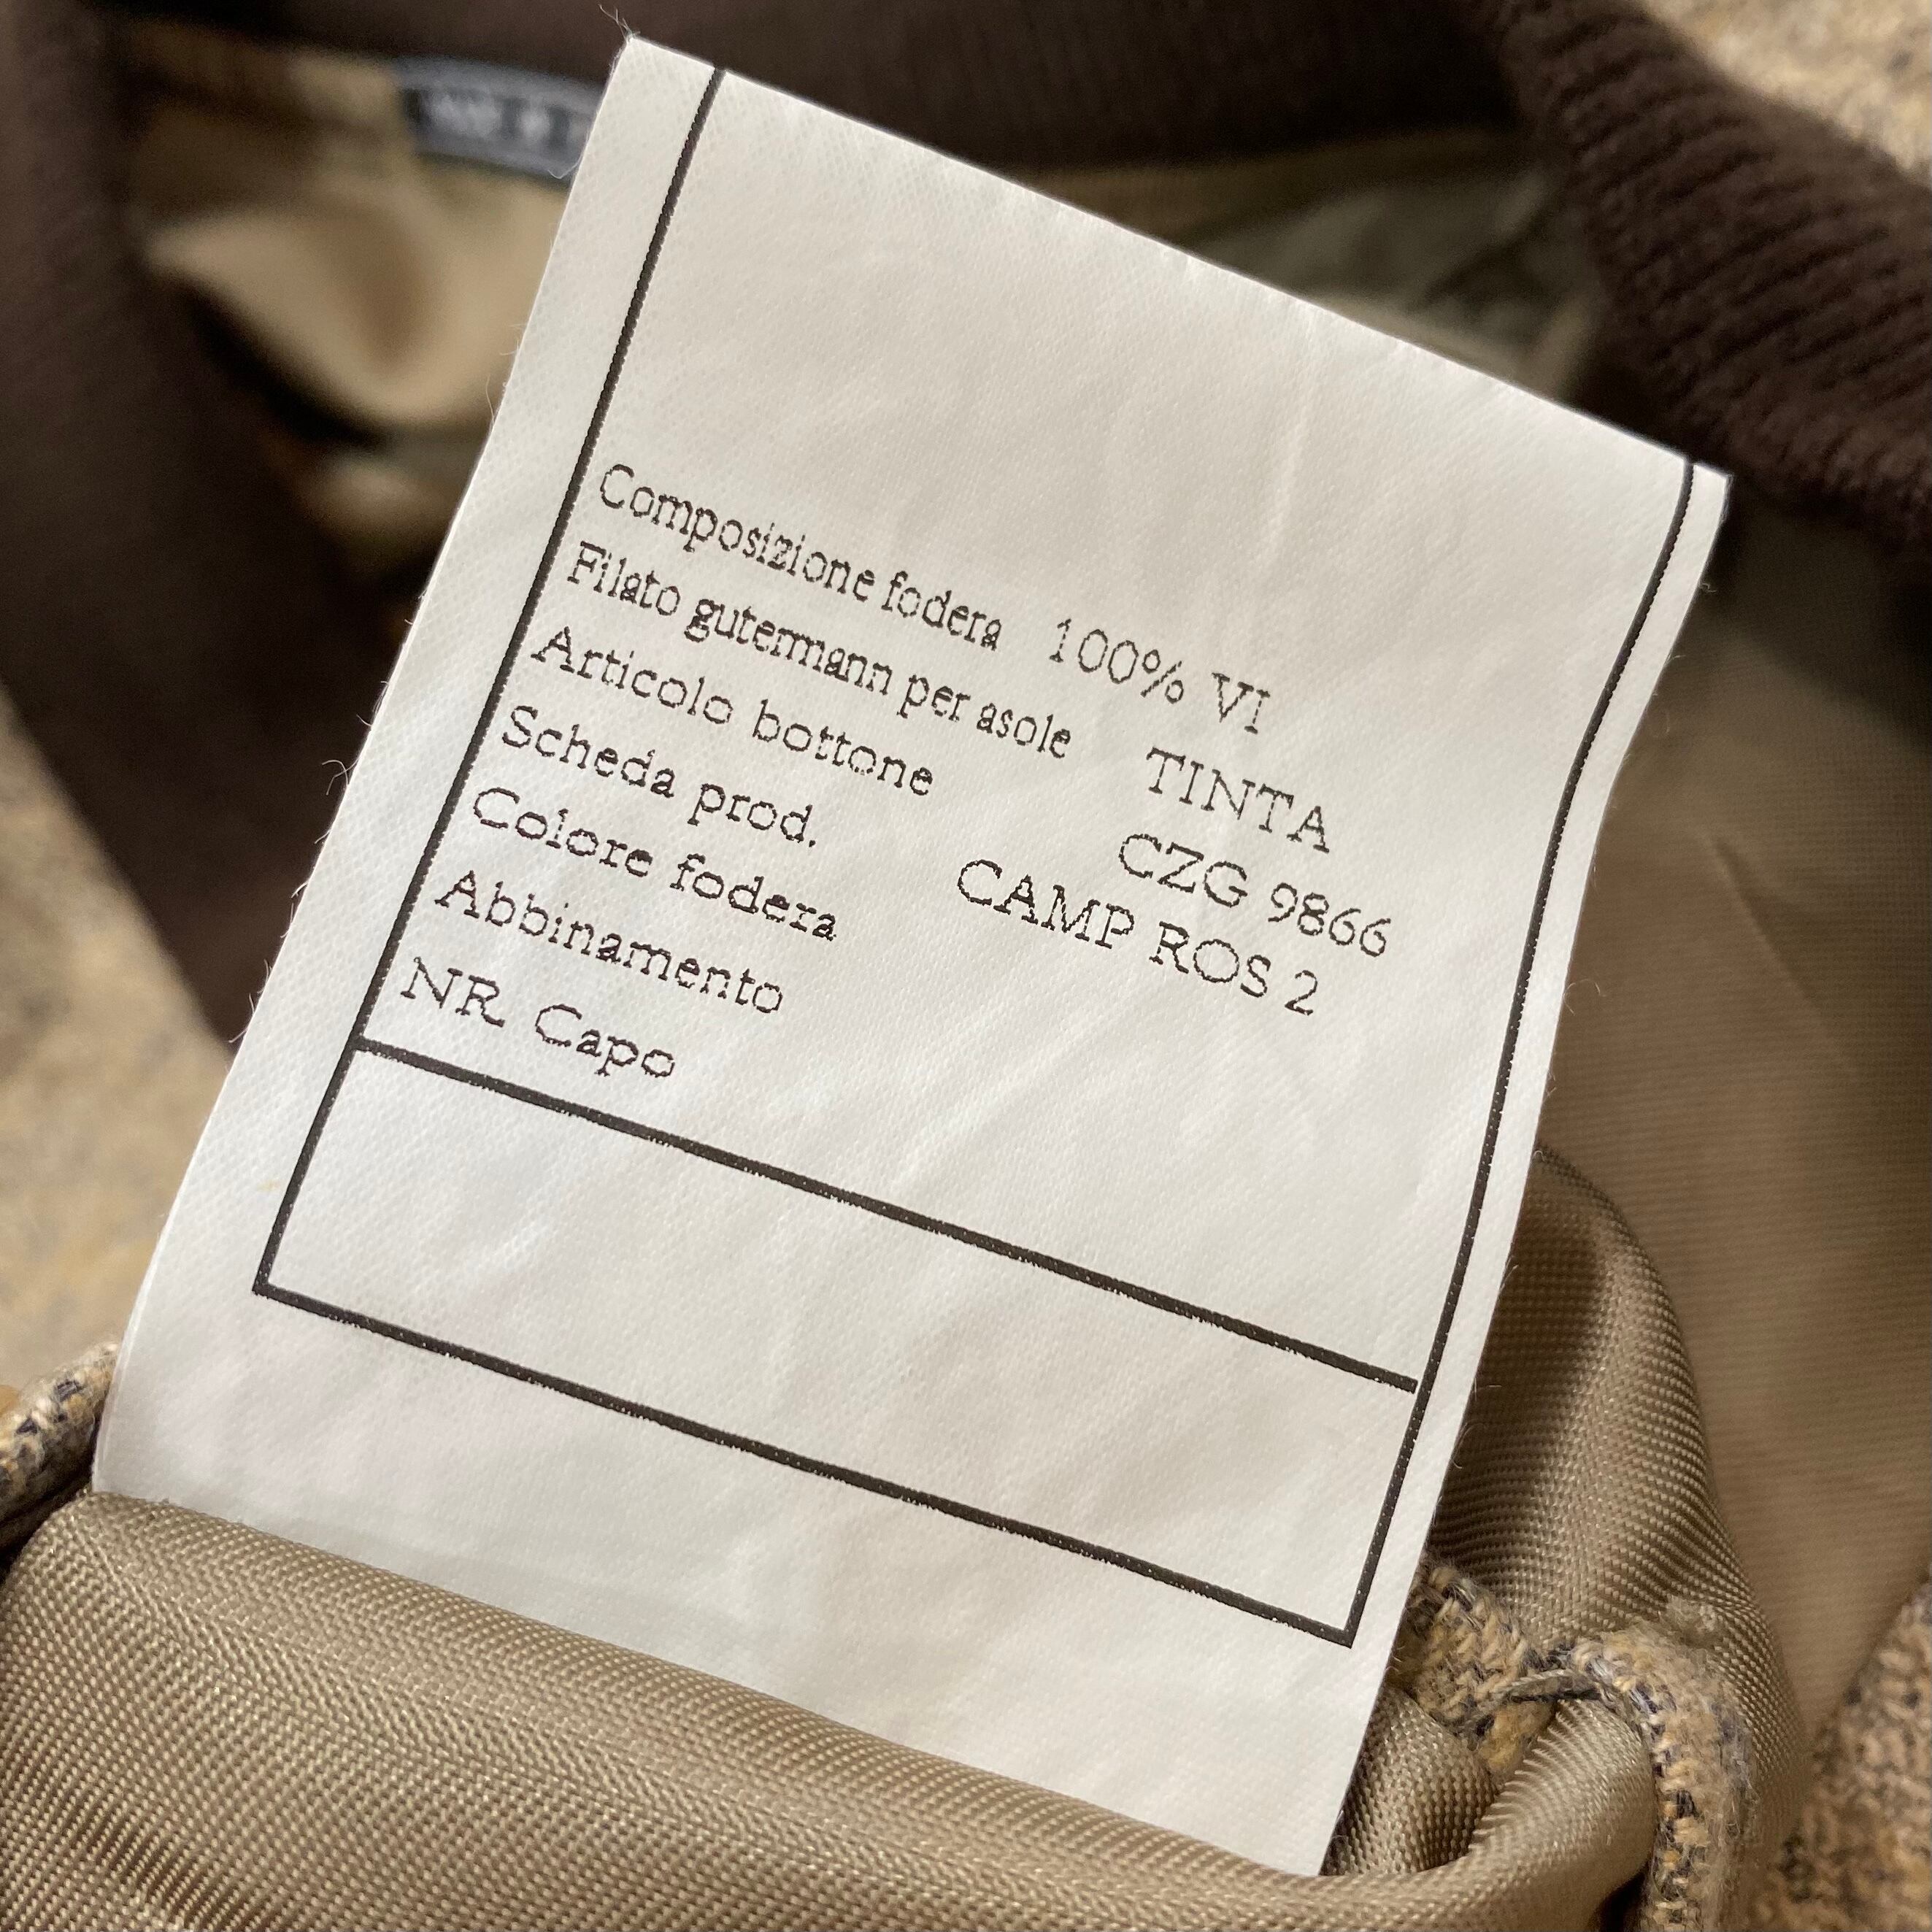 Composizione fodera 100% VI
Filato gutermann per asole TINTA
Articolo bottone CZG 9866
Scheda prod. CAMP ROS 2
Colore fodera
Abbinamento
NR. Capo